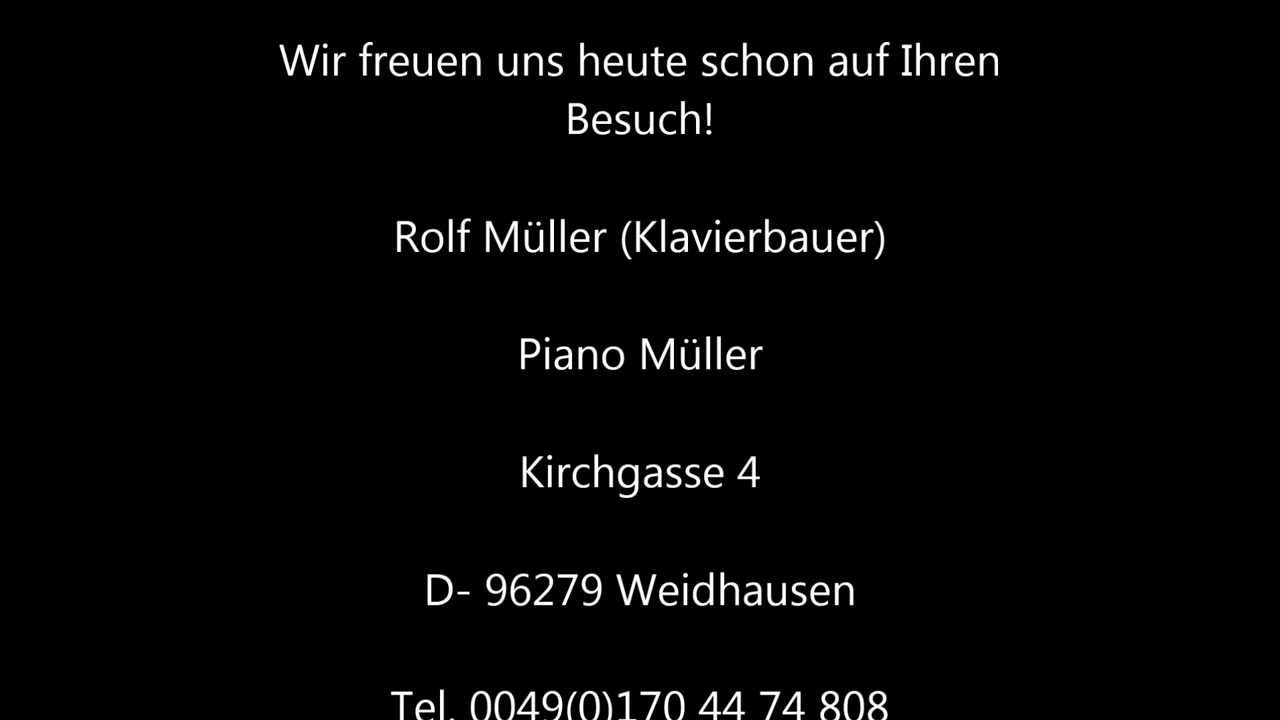 Wir freuen uns heute schon auf Ihren
Besuch!
Rolf Müller (Klavierbauer)
Piano Müller
Kirchgasse 4
D- 96279 Weidhausen
Tel. 0049(0)170 44 74 808